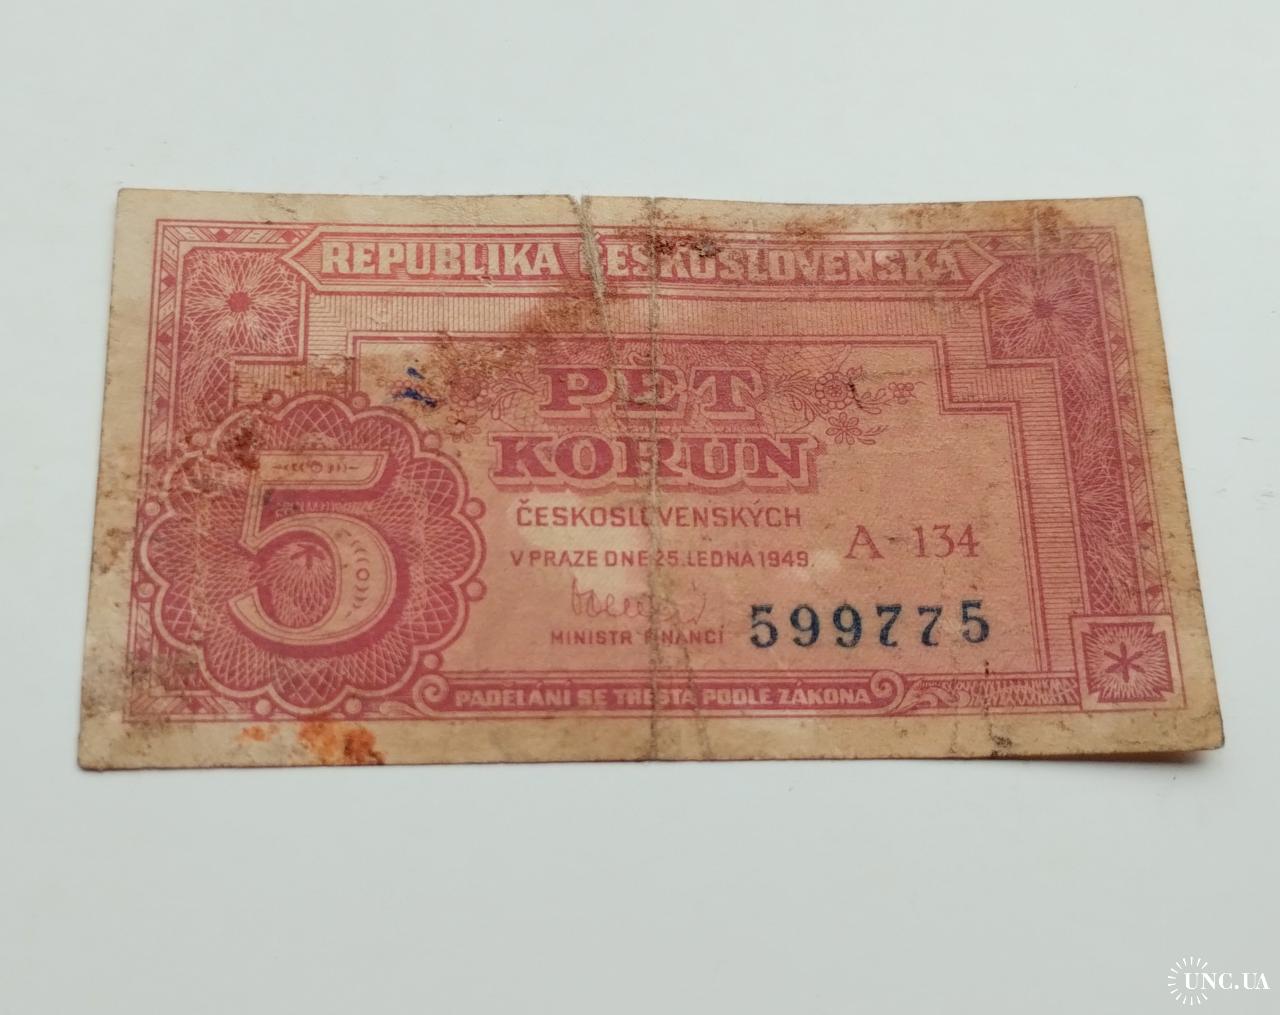 REPUBLIKA ČESKOSLOVENSKÁ
PĚT
KORUN
ČESKOSLOVENSKÝCH
V PRAZE DNE 25. LEDNA 1949.
A - 134
5
MINISTR FINANCÍ
599775
PADĚLÁNÍ SE TRESTÁ PODLE ZÁKONA
UNC.UA